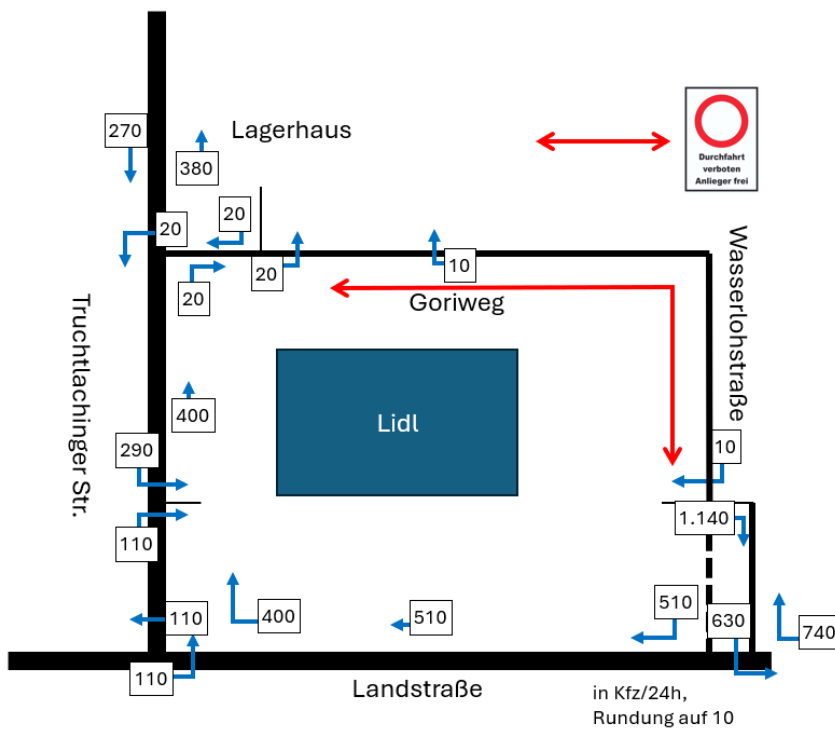 270
Lagerhaus
380
Durchfahrt
verboten
Anlieger frei
20
20
20
10
20
Goriweg
Wasserlohstraße
Truchtlachinger Str.
400
Lidl
290
10
110
1.140
110
400
510
510
630
740
110
Landstraße
in Kfz/24h,
Rundung auf 10